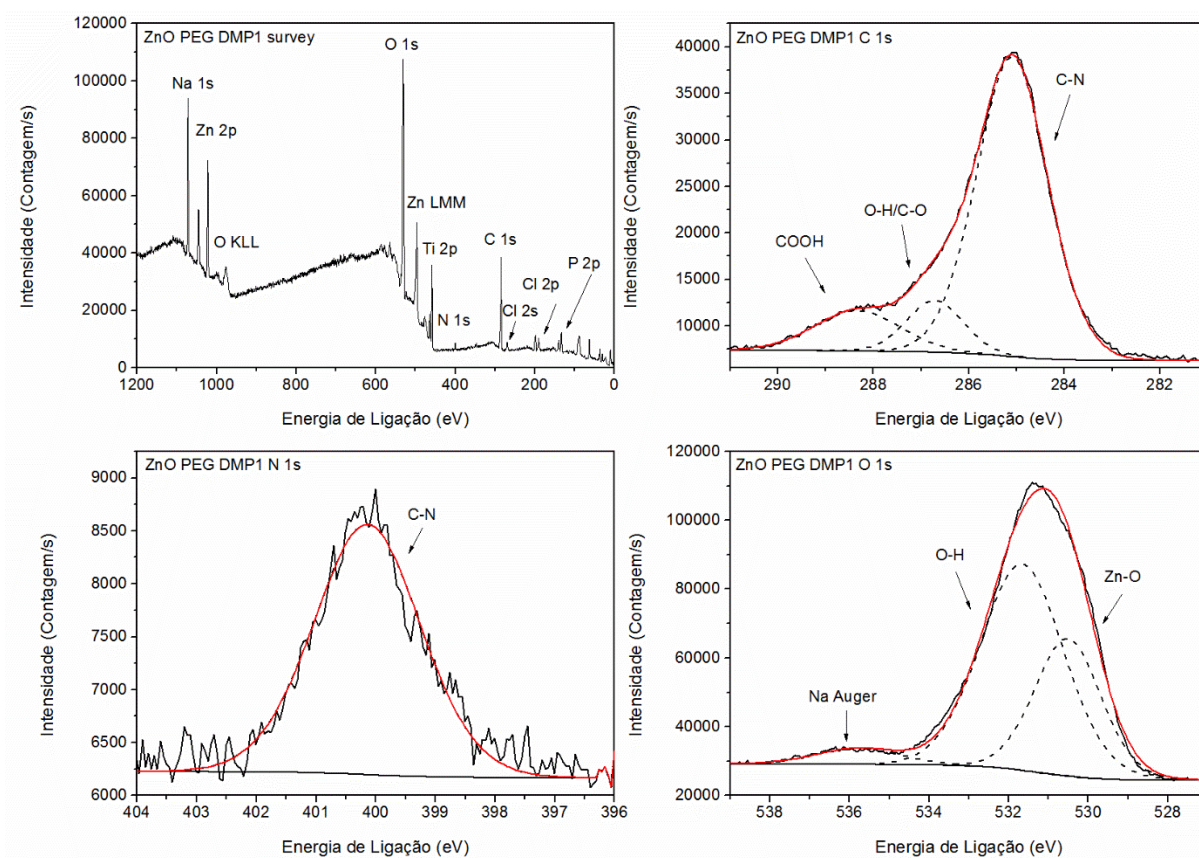 ZnO PEG DMP1 survey
Intensidade (Contagem/s)
120000
100000
80000
60000
40000
20000
0
Na 1s
Zn 2p
O KLL
O 1s
Zn LMM
Ti 2p
N 1s
C 1s
Cl 2s
Cl 2p
P 2p
1200 1000 800 600 400 200 0
Energia de Ligação (eV)
ZnO PEG DMP1 C 1s
Intensidade (Contagem/s)
40000
35000
30000
25000
20000
15000
10000
C-N
O-H/C-O
COOH
290 288 286 284 282
Energia de Ligação (eV)
ZnO PEG DMP1 N 1s
Intensidade (Contagem/s)
9000
8500
8000
7500
7000
6500
6000
C-N
404 403 402 401 400 399 398 397 396
Energia de Ligação (eV)
ZnO PEG DMP1 O 1s
Intensidade (Contagem/s)
120000
100000
80000
60000
40000
20000
O-H
Zn-O
Na Auger
538 536 534 532 530 528
Energia de Ligação (eV)